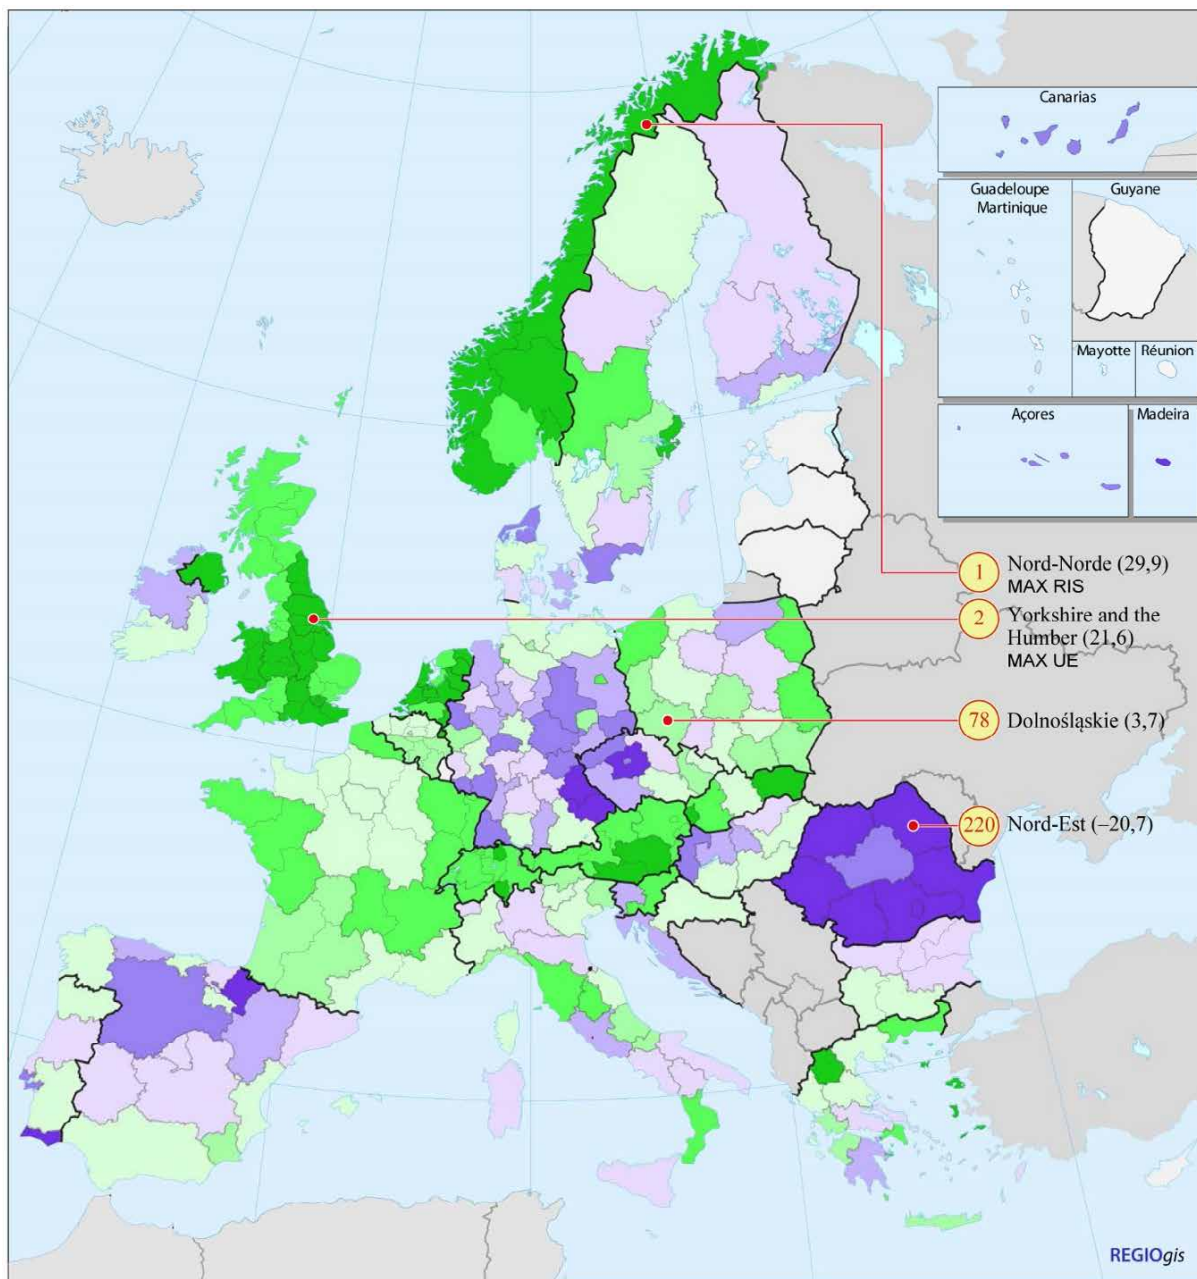 Canarias
Guadeloupe
Martinique
Guyane
Mayotte
Réunion
Açores
Madeira
1
Nord-Norde (29,9)
MAX RIS
2
Yorkshire and the
Humber (21,6)
MAX UE
78
Dolnośląskie (3,7)
220
Nord-Est (–20,7)
REGIOgis